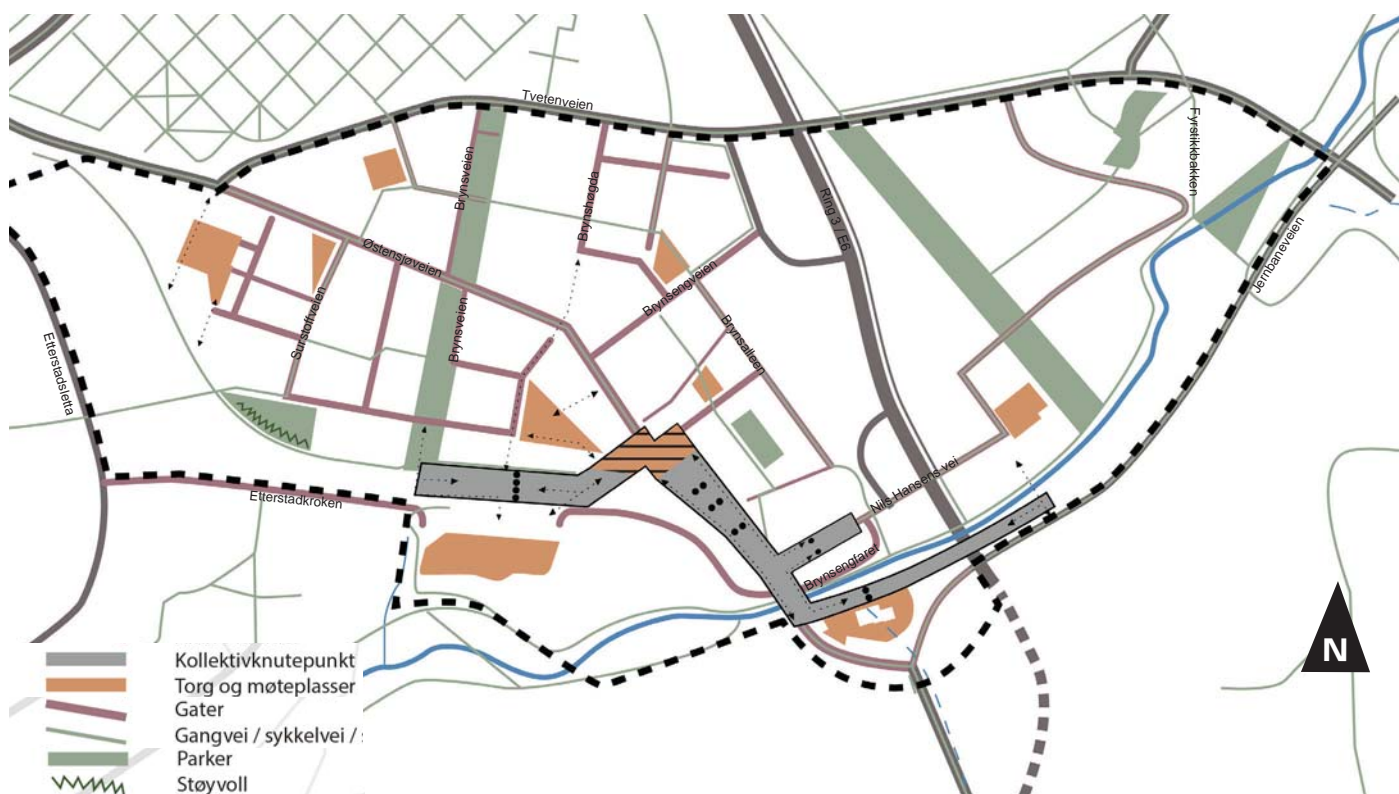 Tvetenveien
Fyrstikkbakken
Brynsveien
Brynshøgda
Ring 3 / E6
Østensjøveien
Jernbaneveien
Brynsengveien
Surstoffveien
Brynsveien
Brynsalleen
Etterstadsletta
Nils Hansens vei
Etterstadkroken
Brynsengfaret
N
Kollektivknutepunkt
Torg og møteplasser
Gater
Gangvei / sykkelvei /
Parker
Støyvoll